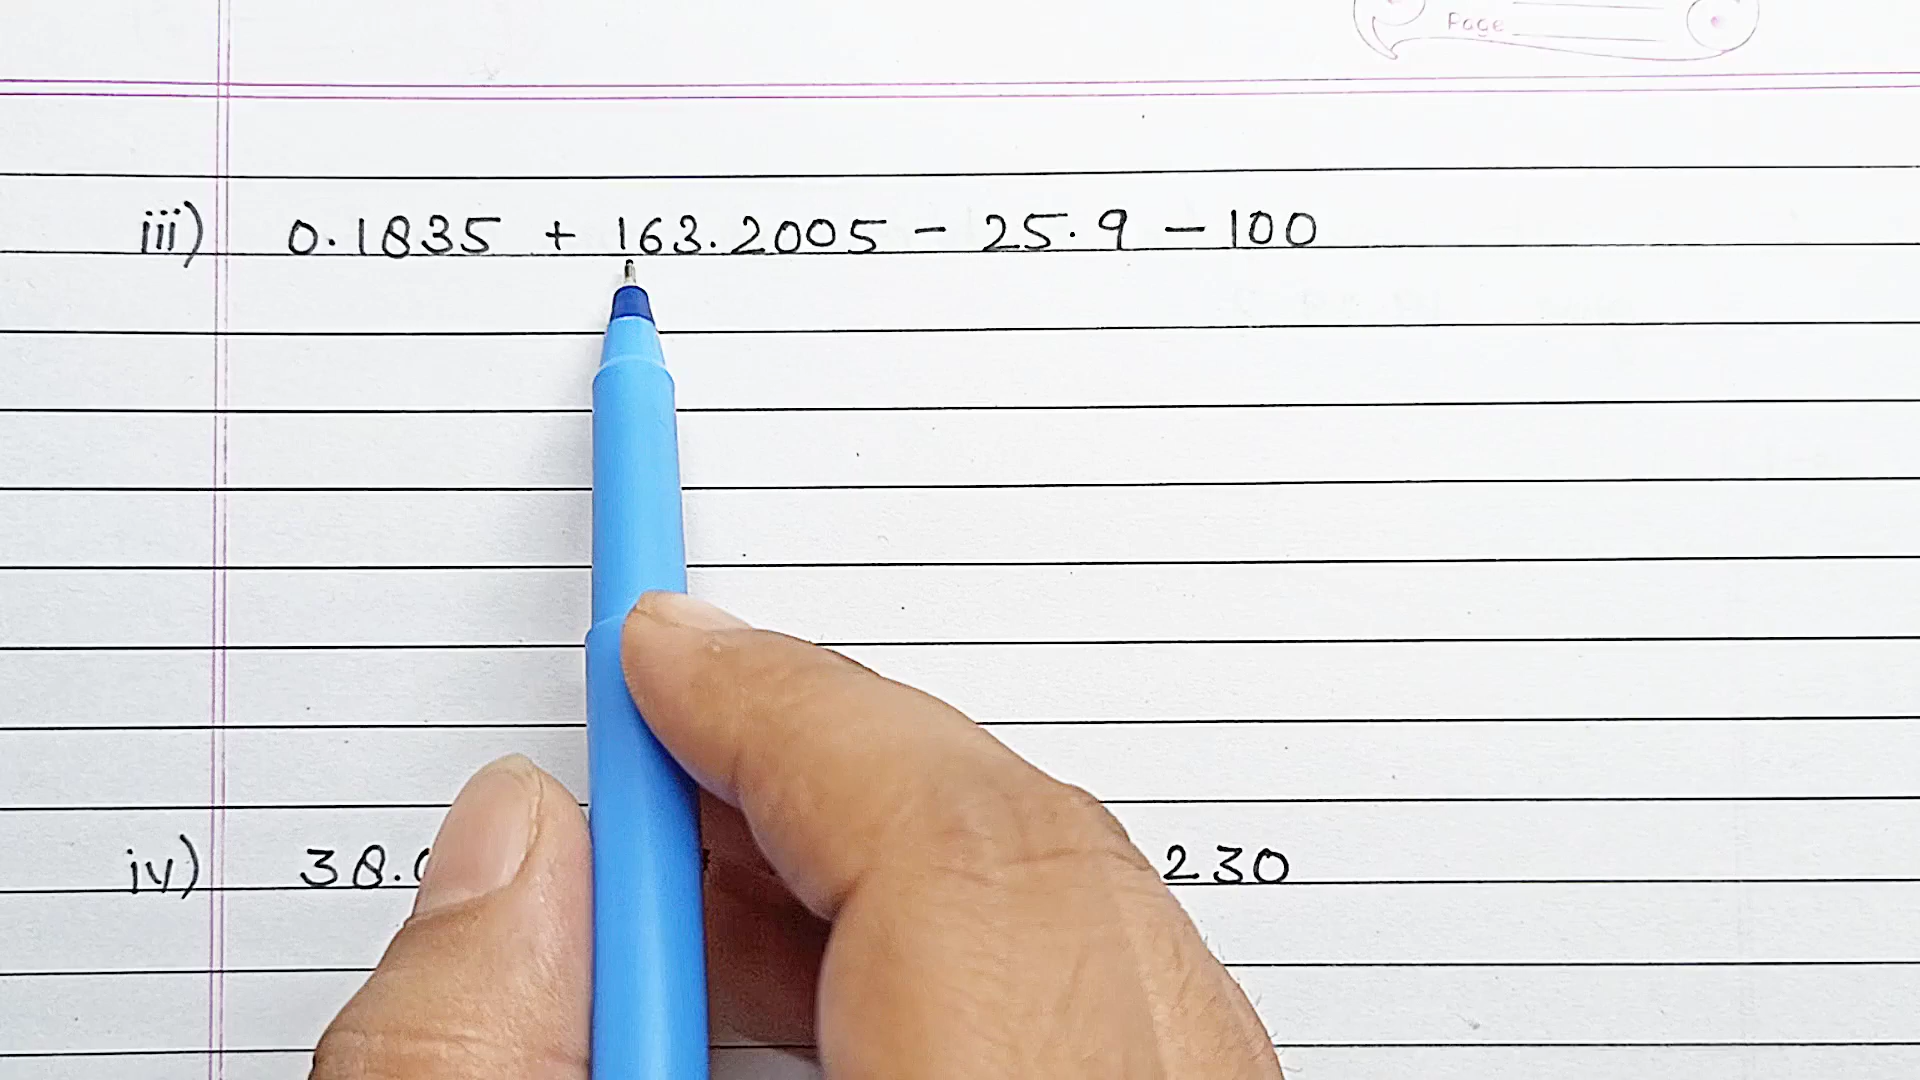 Page
iii) 0.1835 + 163.2005 - 25.9 - 100
iv) 38. 230